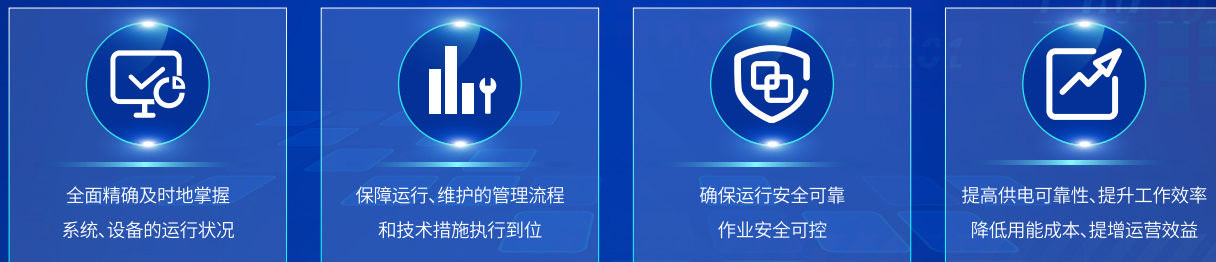 全面精确及时地掌握
系统、设备的运行状况
保障运行、维护的管理流程
和技术措施执行到位
确保运行安全可靠
作业安全可控
提高供电可靠性、提升工作效率
降低用能成本、提增运营效益